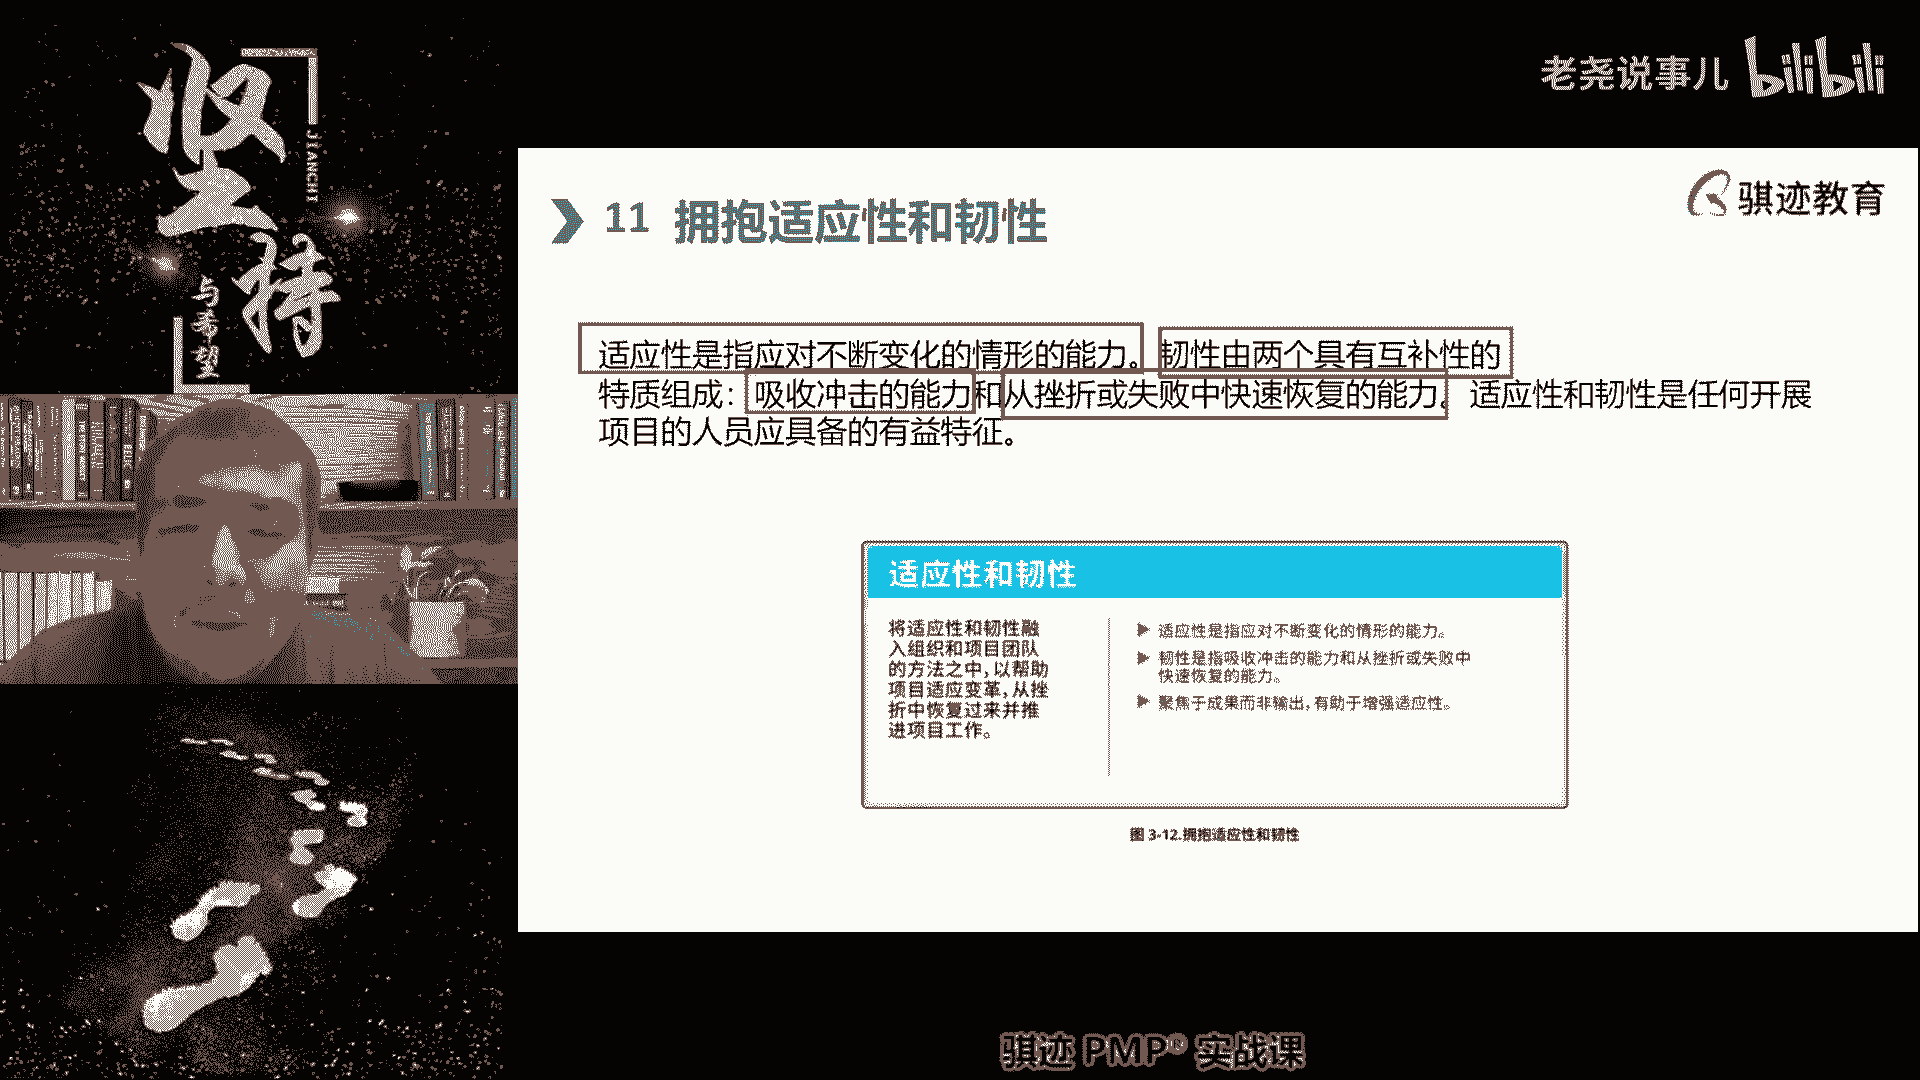 坚持
JIANCHI
与希望
老尧说事儿 bilibili
骐迹教育
11 拥抱适应性和韧性
适应性是指应对不断变化的情形的能力。韧性由两个具有互补性的
特质组成：吸收冲击的能力和从挫折或失败中快速恢复的能力。适应性和韧性是任何开展
项目的人员应具备的有益特征。
适应性和韧性
将适应性和韧性融
入组织和项目团队
的方法之中，以帮助
项目适应变革，从挫
折中恢复过来并推
进项目工作。
▶ 适应性是指应对不断变化的情形的能力。
▶ 韧性是指吸收冲击的能力和从挫折或失败中
快速恢复的能力。
▶ 聚焦于成果而非输出，有助于增强适应性。
图 3-12.拥抱适应性和韧性
骐迹 PMP® 实战课